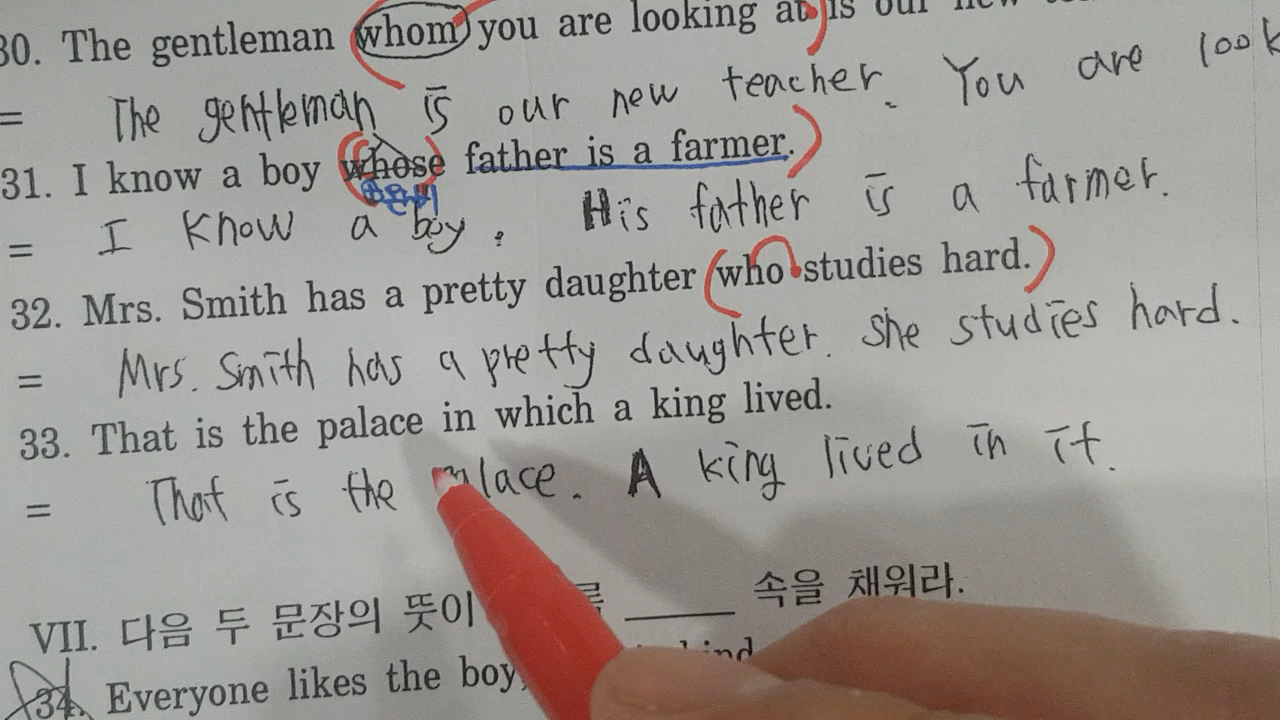 30. The gentleman whom you are looking at is our new
= The gentleman is our new teacher. You are look
31. I know a boy whose father is a farmer.
= I know a boy. His father is a farmer.
32. Mrs. Smith has a pretty daughter who studies hard.
= Mrs. Smith has a pretty daughter. She studies hard.
33. That is the palace in which a king lived.
= That is the palace. A king lived in it.
VII. 다음 두 문장의 뜻이 속을 채워라.
34. Everyone likes the boy,